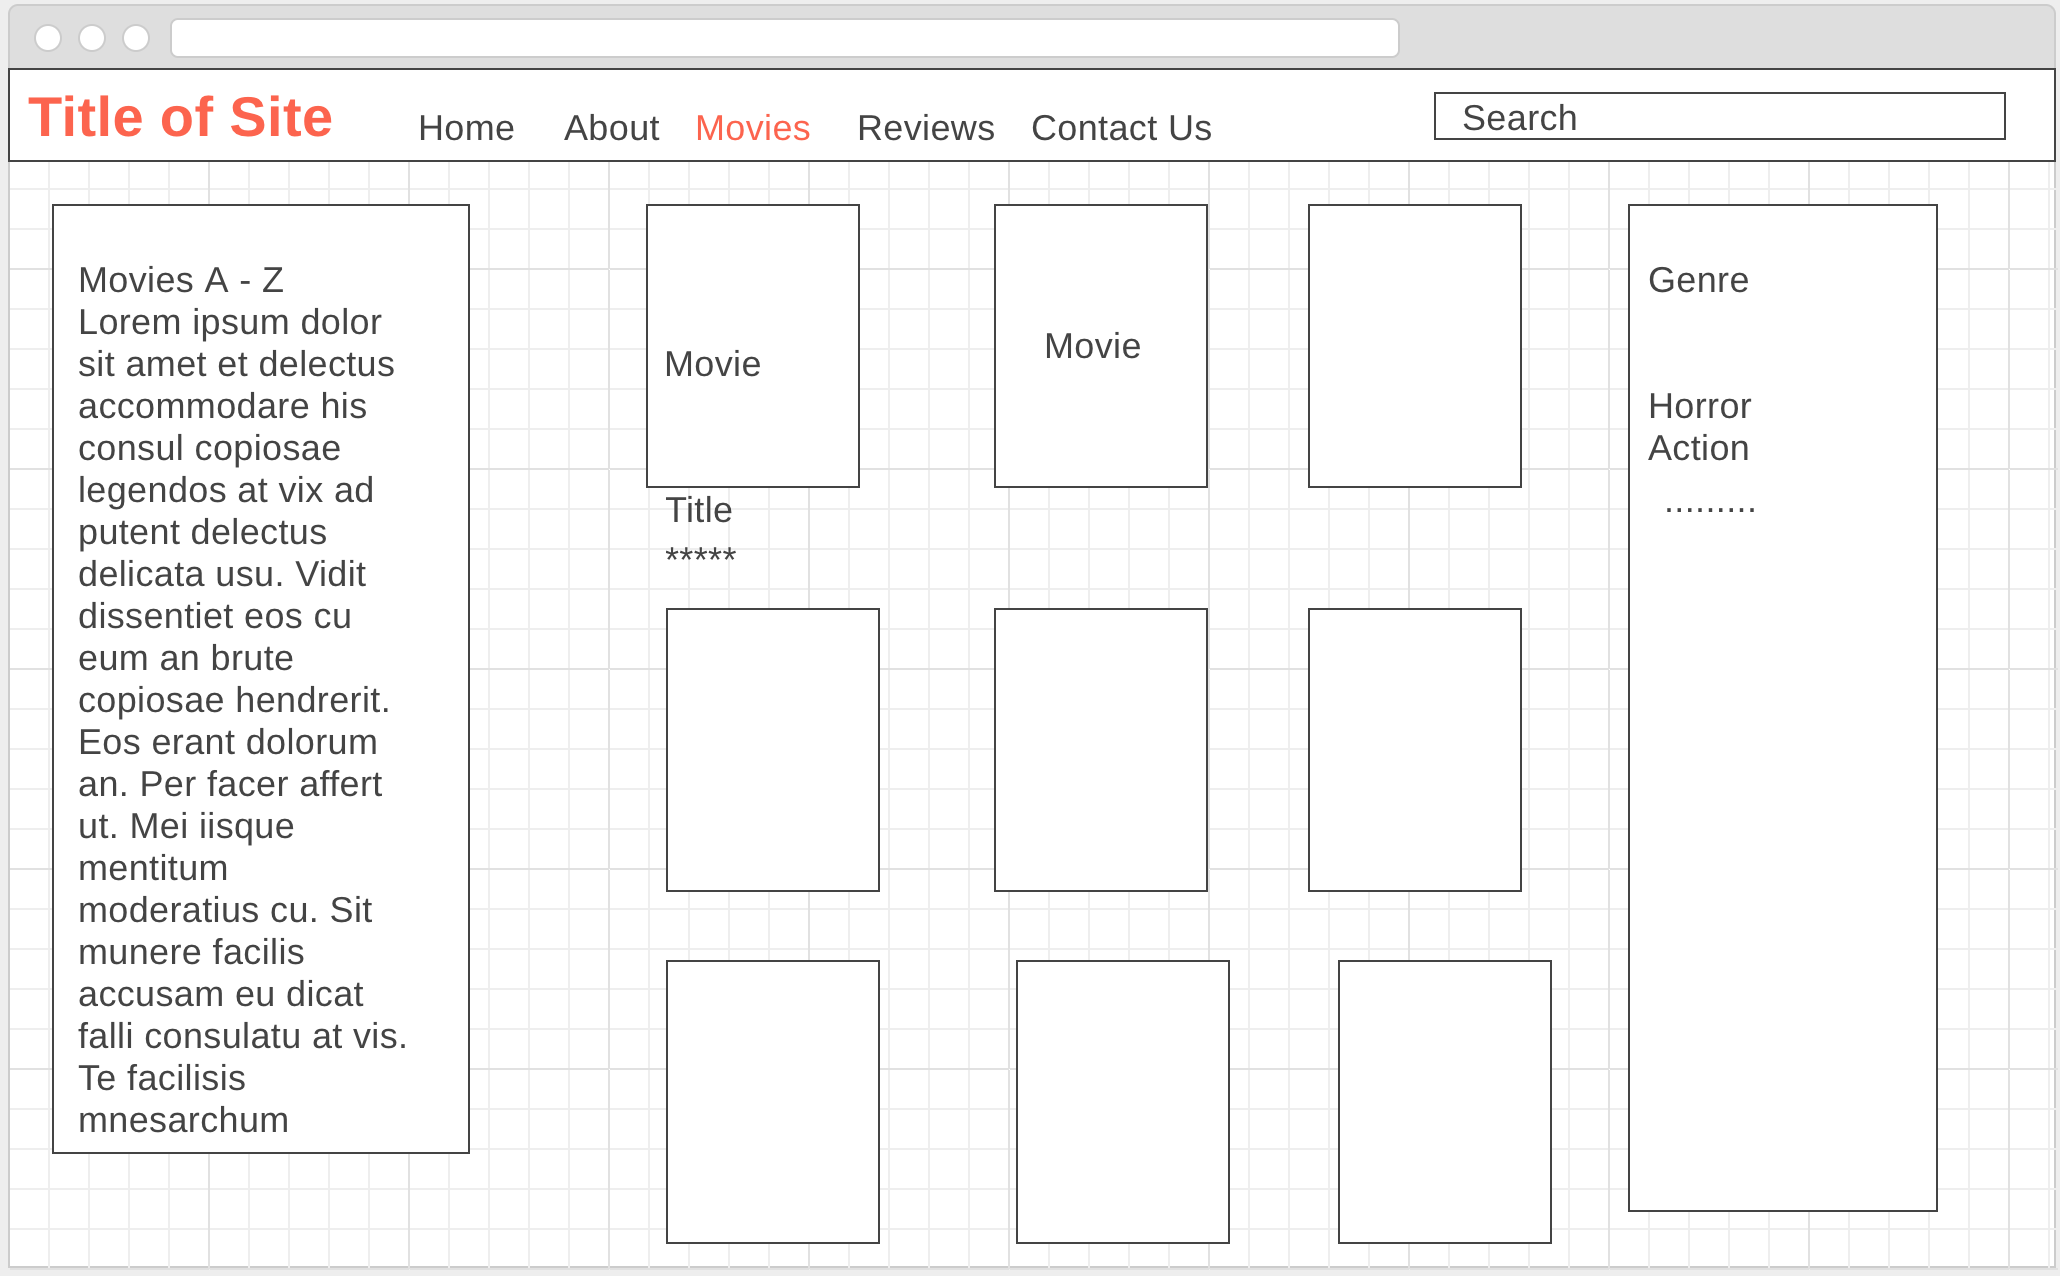 Title of Site
Home
About
Movies
Reviews
Contact Us
Search
Movies A - Z
Lorem ipsum dolor
sit amet et delectus
accommodare his
consul copiosae
legendos at vix ad
putent delectus
delicata usu. Vidit
dissentiet eos cu
eum an brute
copiosae hendrerit.
Eos erant dolorum
an. Per facer affert
ut. Mei iisque
mentitum
moderatius cu. Sit
munere facilis
accusam eu dicat
falli consulatu at vis.
Te facilisis
mnesarchum
Movie
Title
*****
Movie
Genre
Horror
Action
.........